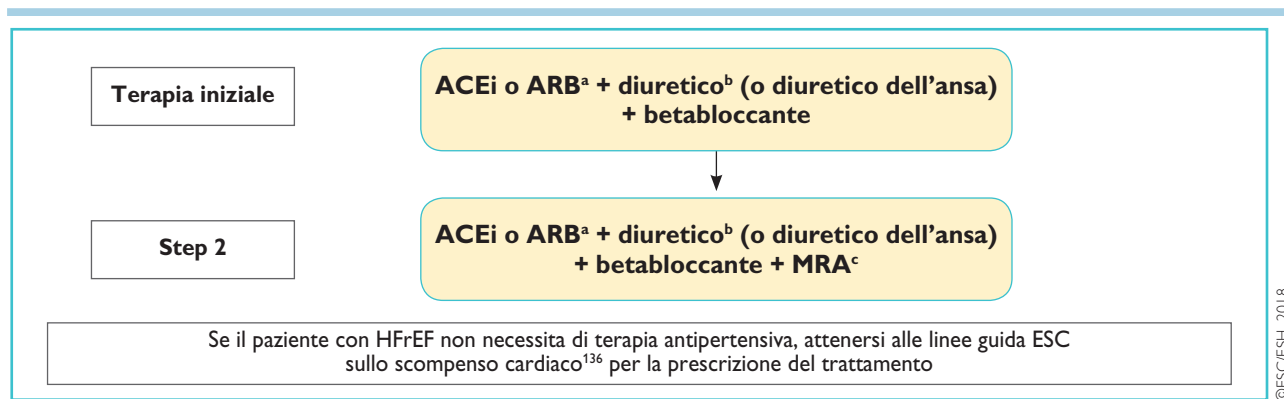 Terapia iniziale
ACEi o ARBᵃ + diureticoᵇ (o diuretico dell'ansa)
+ betabloccante
Step 2
ACEi o ARBᵃ + diureticoᵇ (o diuretico dell'ansa)
+ betabloccante + MRAᶜ
Se il paziente con HFrEF non necessita di terapia antipertensiva, attenersi alle linee guida ESC
sullo scompenso cardiaco¹³⁶ per la prescrizione del trattamento
©ESC/ESH 2018